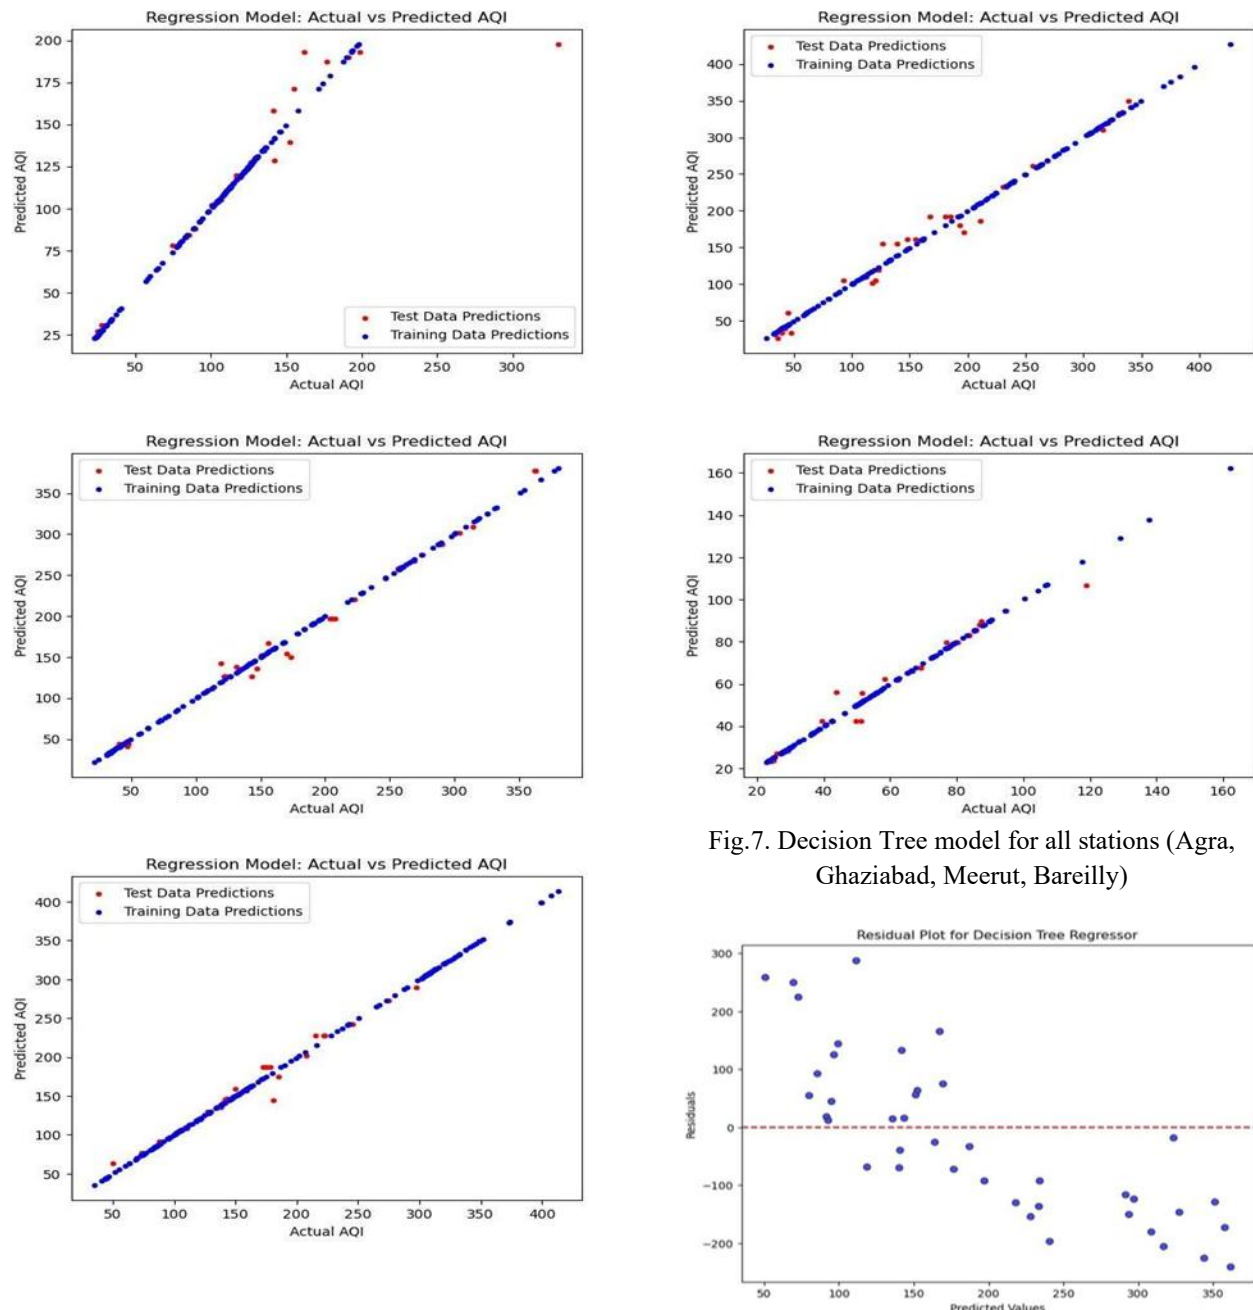 Regression Model: Actual vs Predicted AQI
200
175
150
125
100
75
50
25
Predicted AQI
Test Data Predictions
Training Data Predictions
50 100 150 200 250 300
Actual AQI
Regression Model: Actual vs Predicted AQI
350
300
250
200
150
100
50
Predicted AQI
Test Data Predictions
Training Data Predictions
50 100 150 200 250 300 350
Actual AQI
Regression Model: Actual vs Predicted AQI
400
350
300
250
200
150
100
50
Predicted AQI
Test Data Predictions
Training Data Predictions
50 100 150 200 250 300 350 400
Actual AQI
Regression Model: Actual vs Predicted AQI
400
350
300
250
200
150
100
50
Predicted AQI
Test Data Predictions
Training Data Predictions
50 100 150 200 250 300 350 400
Actual AQI
Regression Model: Actual vs Predicted AQI
160
140
120
100
80
60
40
20
Predicted AQI
Test Data Predictions
Training Data Predictions
20 40 60 80 100 120 140 160
Actual AQI
Fig.7. Decision Tree model for all stations (Agra,
Ghaziabad, Meerut, Bareilly)
Residual Plot for Decision Tree Regressor
300
200
100
0
−100
−200
Residuals
50 100 150 200 250 300 350
Predicted Values